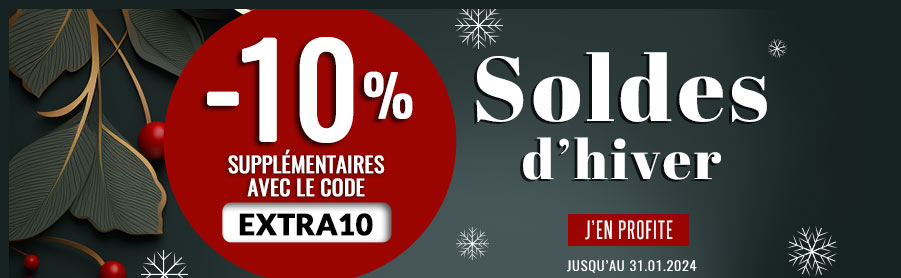 -10%
SUPPLÉMENTAIRES
AVEC LE CODE
EXTRA10
Soldes
d'hiver
J'EN PROFITE
JUSQU'AU 31.01.2024